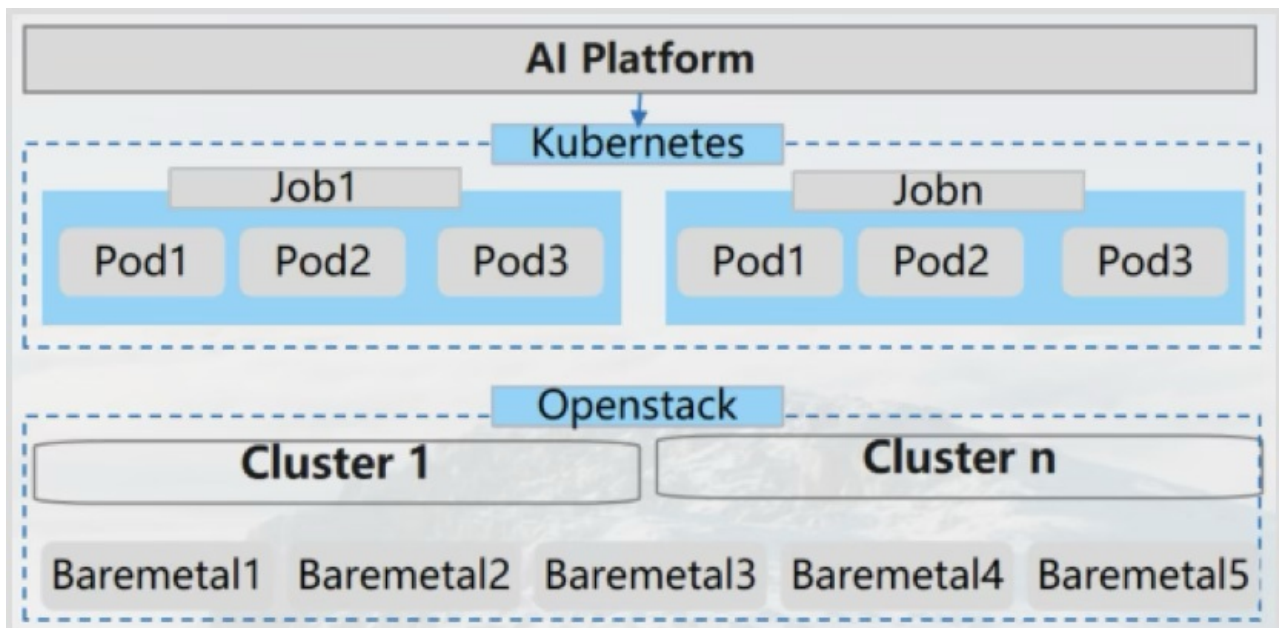 AI Platform
Kubernetes
Job1
Jobn
Pod1 Pod2 Pod3
Pod1 Pod2 Pod3
Openstack
Cluster 1
Cluster n
Baremetal1 Baremetal2 Baremetal3 Baremetal4 Baremetal5